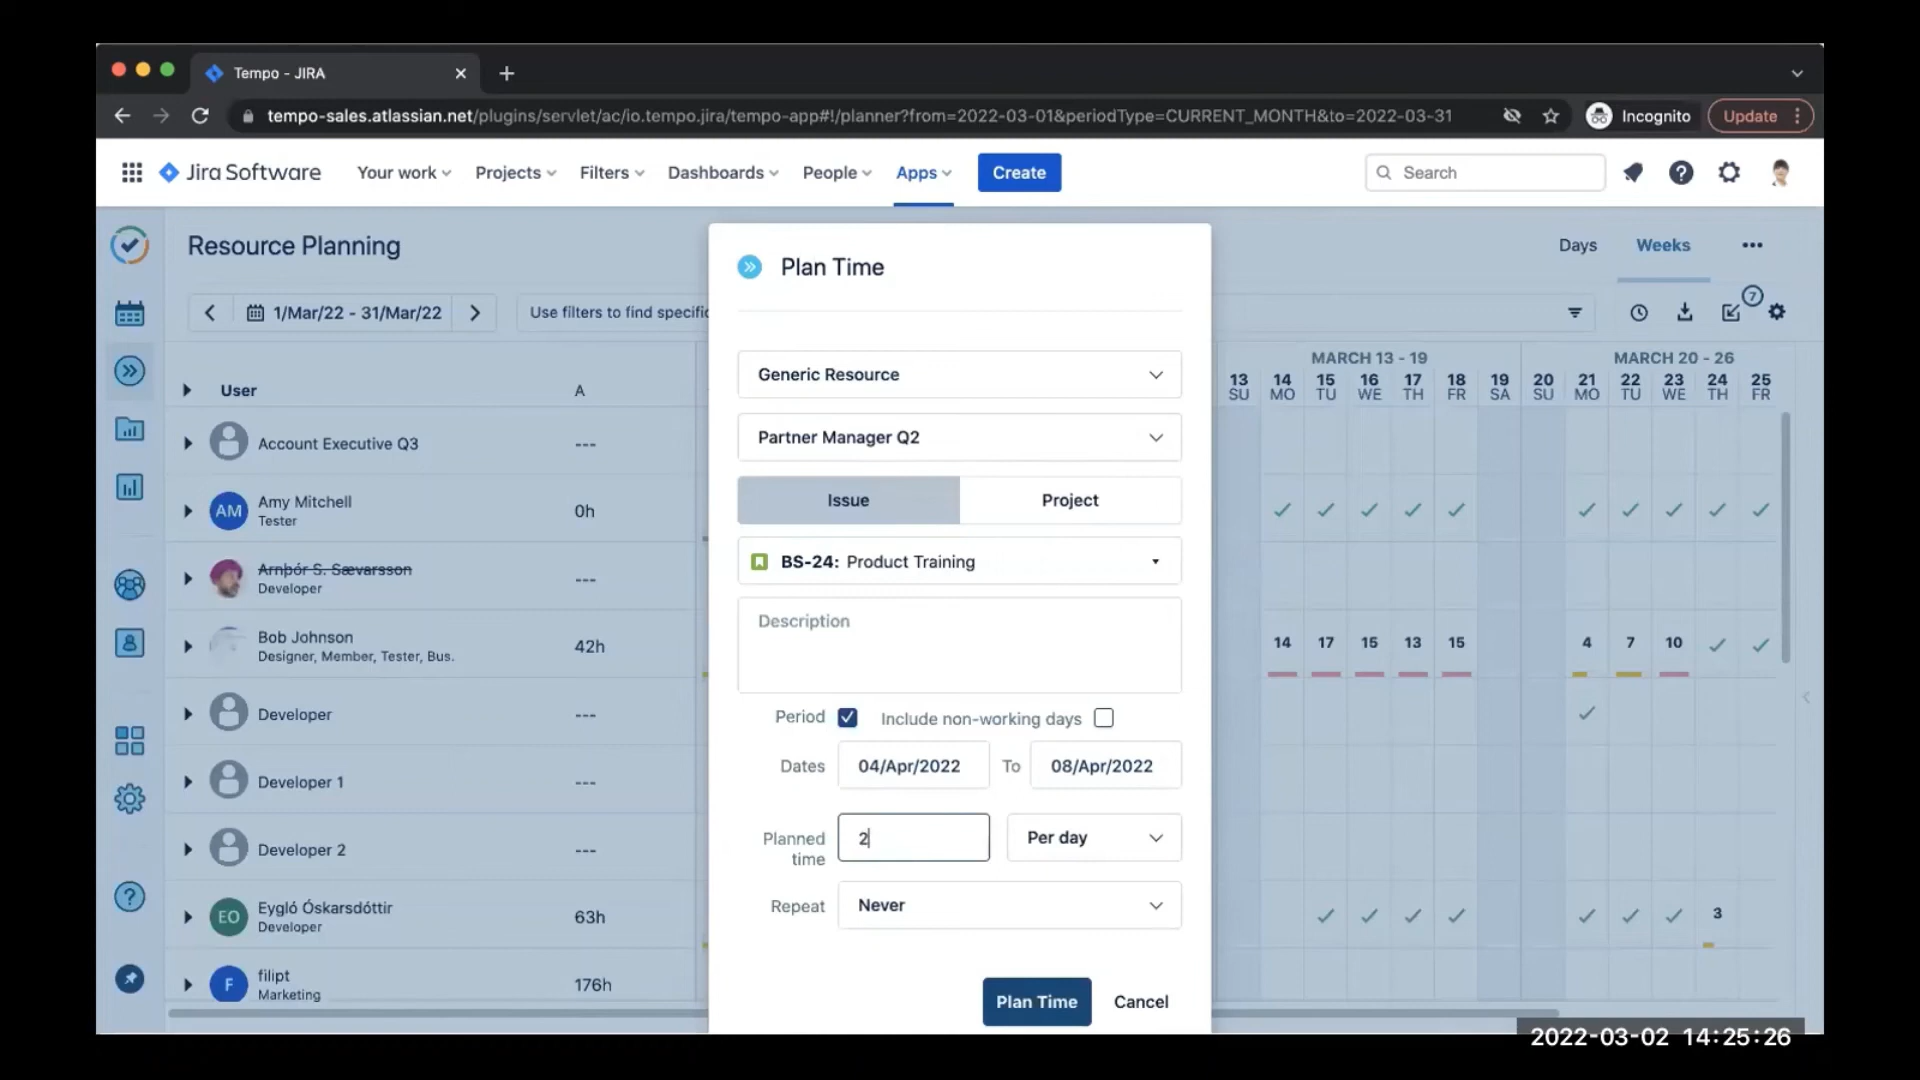 Tempo - JIRA
tempo-sales.atlassian.net/plugins/servlet/ac/io.tempo.jira/tempo-app#!/planner?from=2022-03-01&periodType=CURRENT_MONTH&to=2022-03-31
Incognito
Update
Jira Software
Your work
Projects
Filters
Dashboards
People
Apps
Create
Search
Resource Planning
Days
Weeks
1/Mar/22 - 31/Mar/22
Use filters to find specific
7
MARCH 13 - 19
MARCH 20 - 26
User
A
13 14 15 16 17 18 19 20 21 22 23 24 25
SU MO TU WE TH FR SA SU MO TU WE TH FR
Account Executive Q3
---
AM
Amy Mitchell
Tester
0h
Arnþór S. Sævarsson
Developer
---
Bob Johnson
Designer, Member, Tester, Bus.
42h
14 17 15 13 15 4 7 10
Developer
---
Developer 1
---
Developer 2
---
EO
Eygló Óskarsdóttir
Developer
63h
3
F
filipt
Marketing
176h
Plan Time
Generic Resource
Partner Manager Q2
Issue
Project
BS-24: Product Training
Description
Period
Include non-working days
Dates
04/Apr/2022
To
08/Apr/2022
Planned
time
2
Per day
Repeat
Never
Plan Time
Cancel
2022-03-02 14:25:26